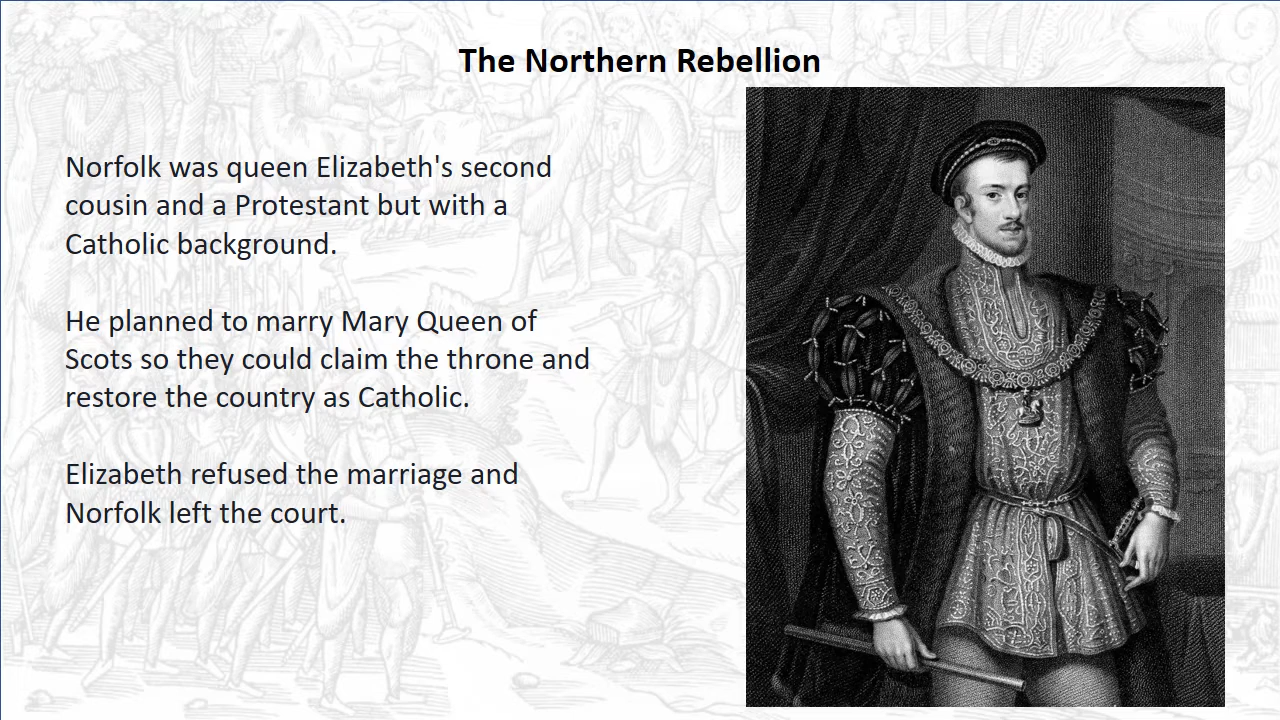 The Northern Rebellion
Norfolk was queen Elizabeth's second
cousin and a Protestant but with a
Catholic background.
He planned to marry Mary Queen of
Scots so they could claim the throne and
restore the country as Catholic.
Elizabeth refused the marriage and
Norfolk left the court.